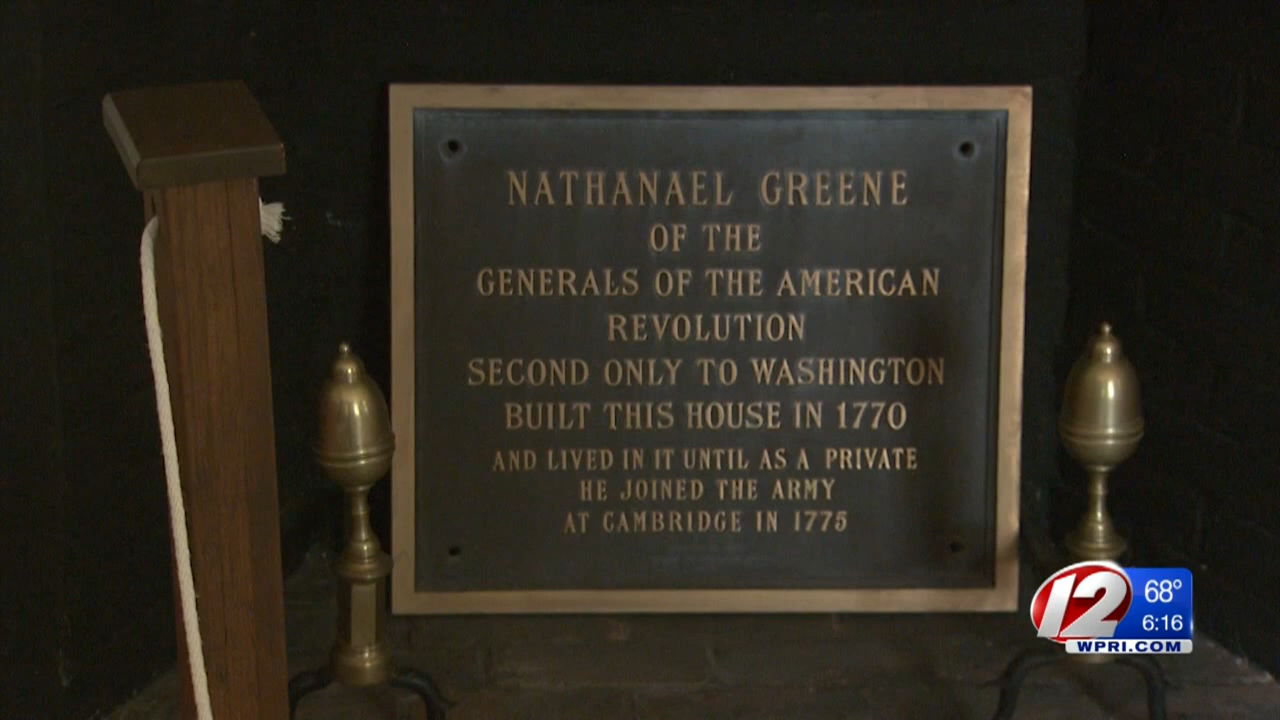 NATHANAEL GREENE
OF THE
GENERALS OF THE AMERICAN
REVOLUTION
SECOND ONLY TO WASHINGTON
BUILT THIS HOUSE IN 1770
AND LIVED IN IT UNTIL AS A PRIVATE
HE JOINED THE ARMY
AT CAMBRIDGE IN 1775
12
68°
6:16
WPRI.COM